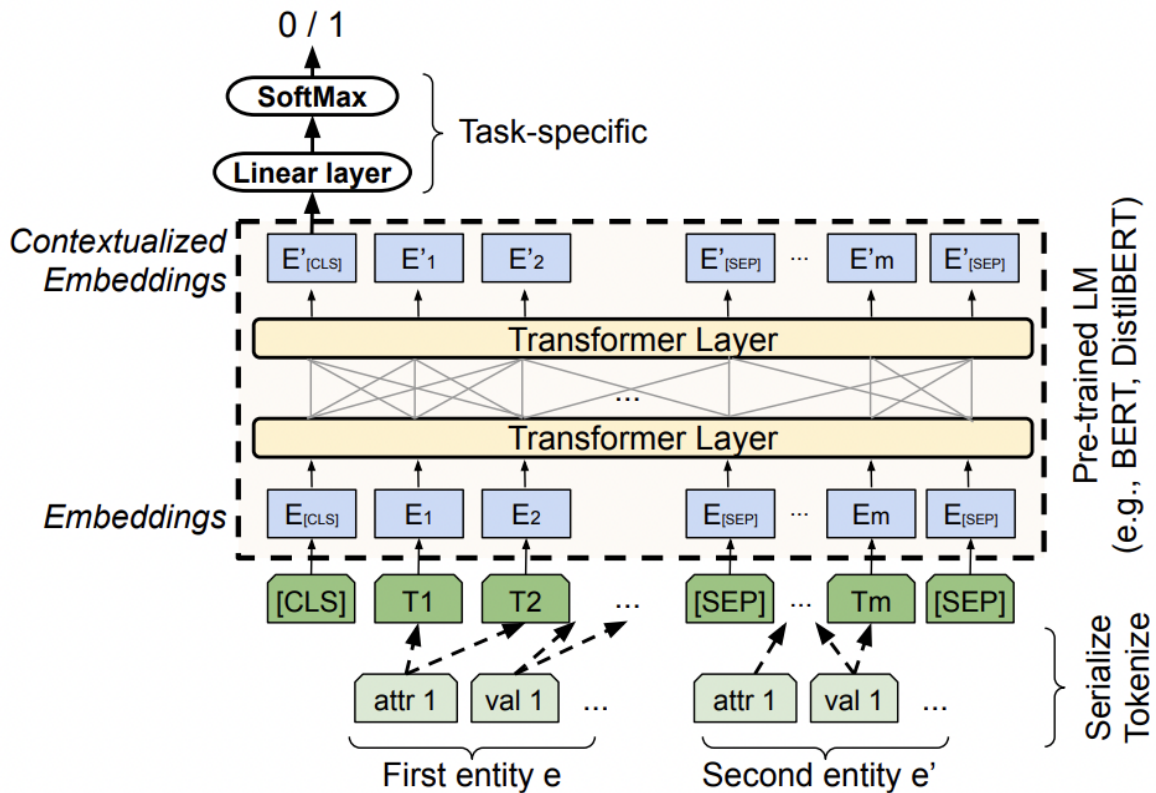 0 / 1
SoftMax
Linear layer
Task-specific
Contextualized
Embeddings
E'[CLS] E'1 E'2 E'[SEP] ... E'm E'[SEP]
Transformer Layer
...
Transformer Layer
Embeddings
E[CLS] E1 E2 E[SEP] ... Em E[SEP]
Pre-trained LM
(e.g., BERT, DistilBERT)
[CLS] T1 T2 ... [SEP] ... Tm [SEP]
attr 1 val 1 ... attr 1 val 1 ...
Serialize
Tokenize
First entity e Second entity e’